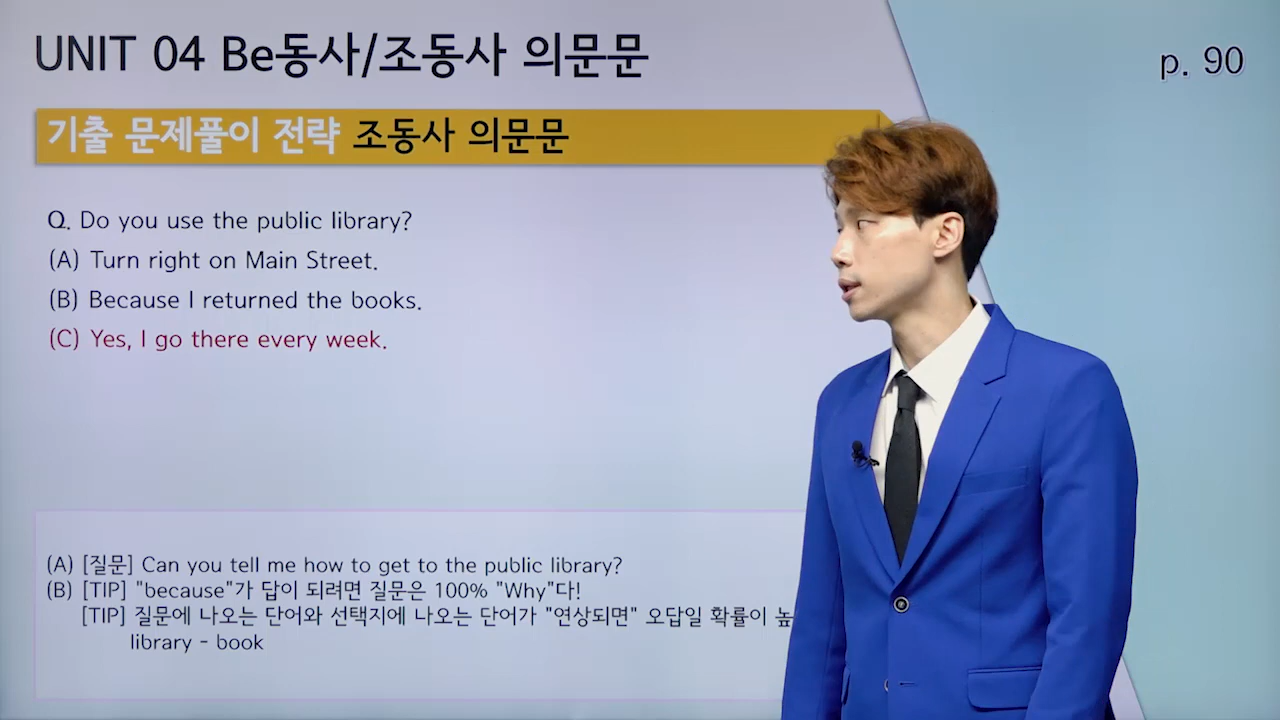 UNIT 04 Be동사/조동사 의문문
p. 90
기출 문제풀이 전략 조동사 의문문
Q. Do you use the public library?
(A) Turn right on Main Street.
(B) Because I returned the books.
(C) Yes, I go there every week.
(A) [질문] Can you tell me how to get to the public library?
(B) [TIP] "because"가 답이 되려면 질문은 100% "Why"다!
[TIP] 질문에 나오는 단어와 선택지에 나오는 단어가 "연상되면" 오답일 확률이 높
library - book